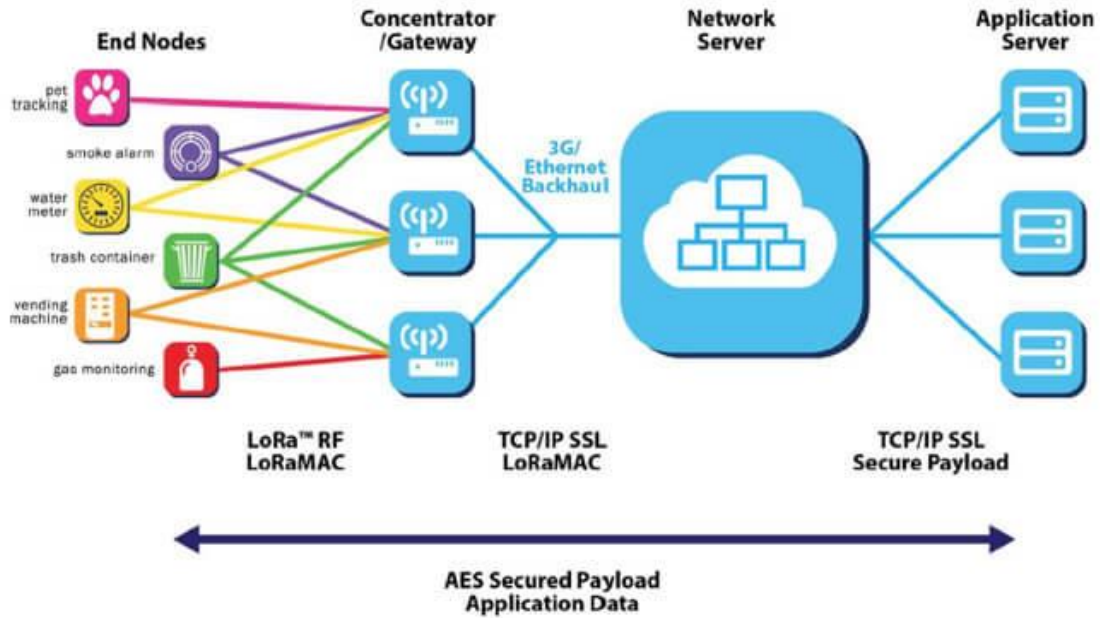 End Nodes
Concentrator
/Gateway
Network
Server
Application
Server
pet
tracking
smoke alarm
water
meter
trash container
vending
machine
gas monitoring
3G/
Ethernet
Backhaul
LoRa™ RF
LoRaMAC
TCP/IP SSL
LoRaMAC
TCP/IP SSL
Secure Payload
AES Secured Payload
Application Data